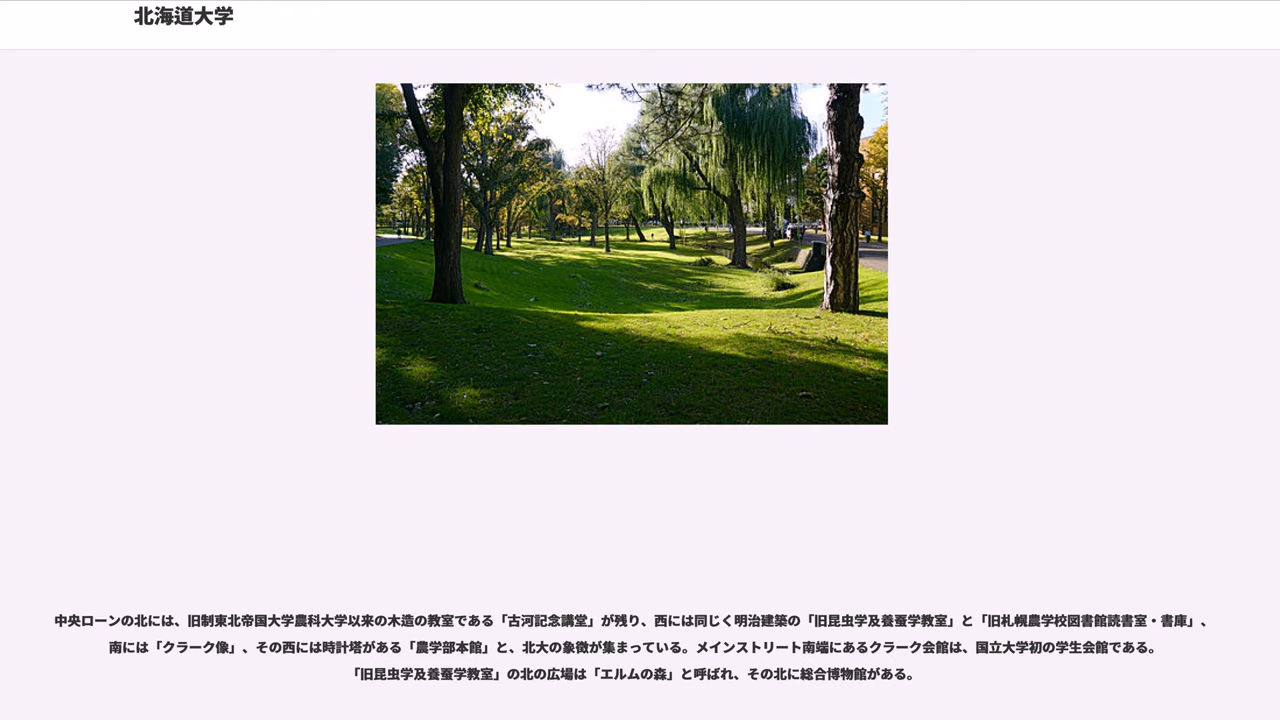 北海道大学
中央ローンの北には、旧制東北帝国大学農科大学以来の木造の教室である「古河記念講堂」が残り、西には同じく明治建築の「旧昆虫学及養蚕学教室」と「旧札幌農学校図書館読書室・書庫」、
南には「クラーク像」、その西には時計塔がある「農学部本館」と、北大の象徴が集まっている。メインストリート南端にあるクラーク会館は、国立大学初の学生会館である。
「旧昆虫学及養蚕学教室」の北の広場は「エルムの森」と呼ばれ、その北に総合博物館がある。